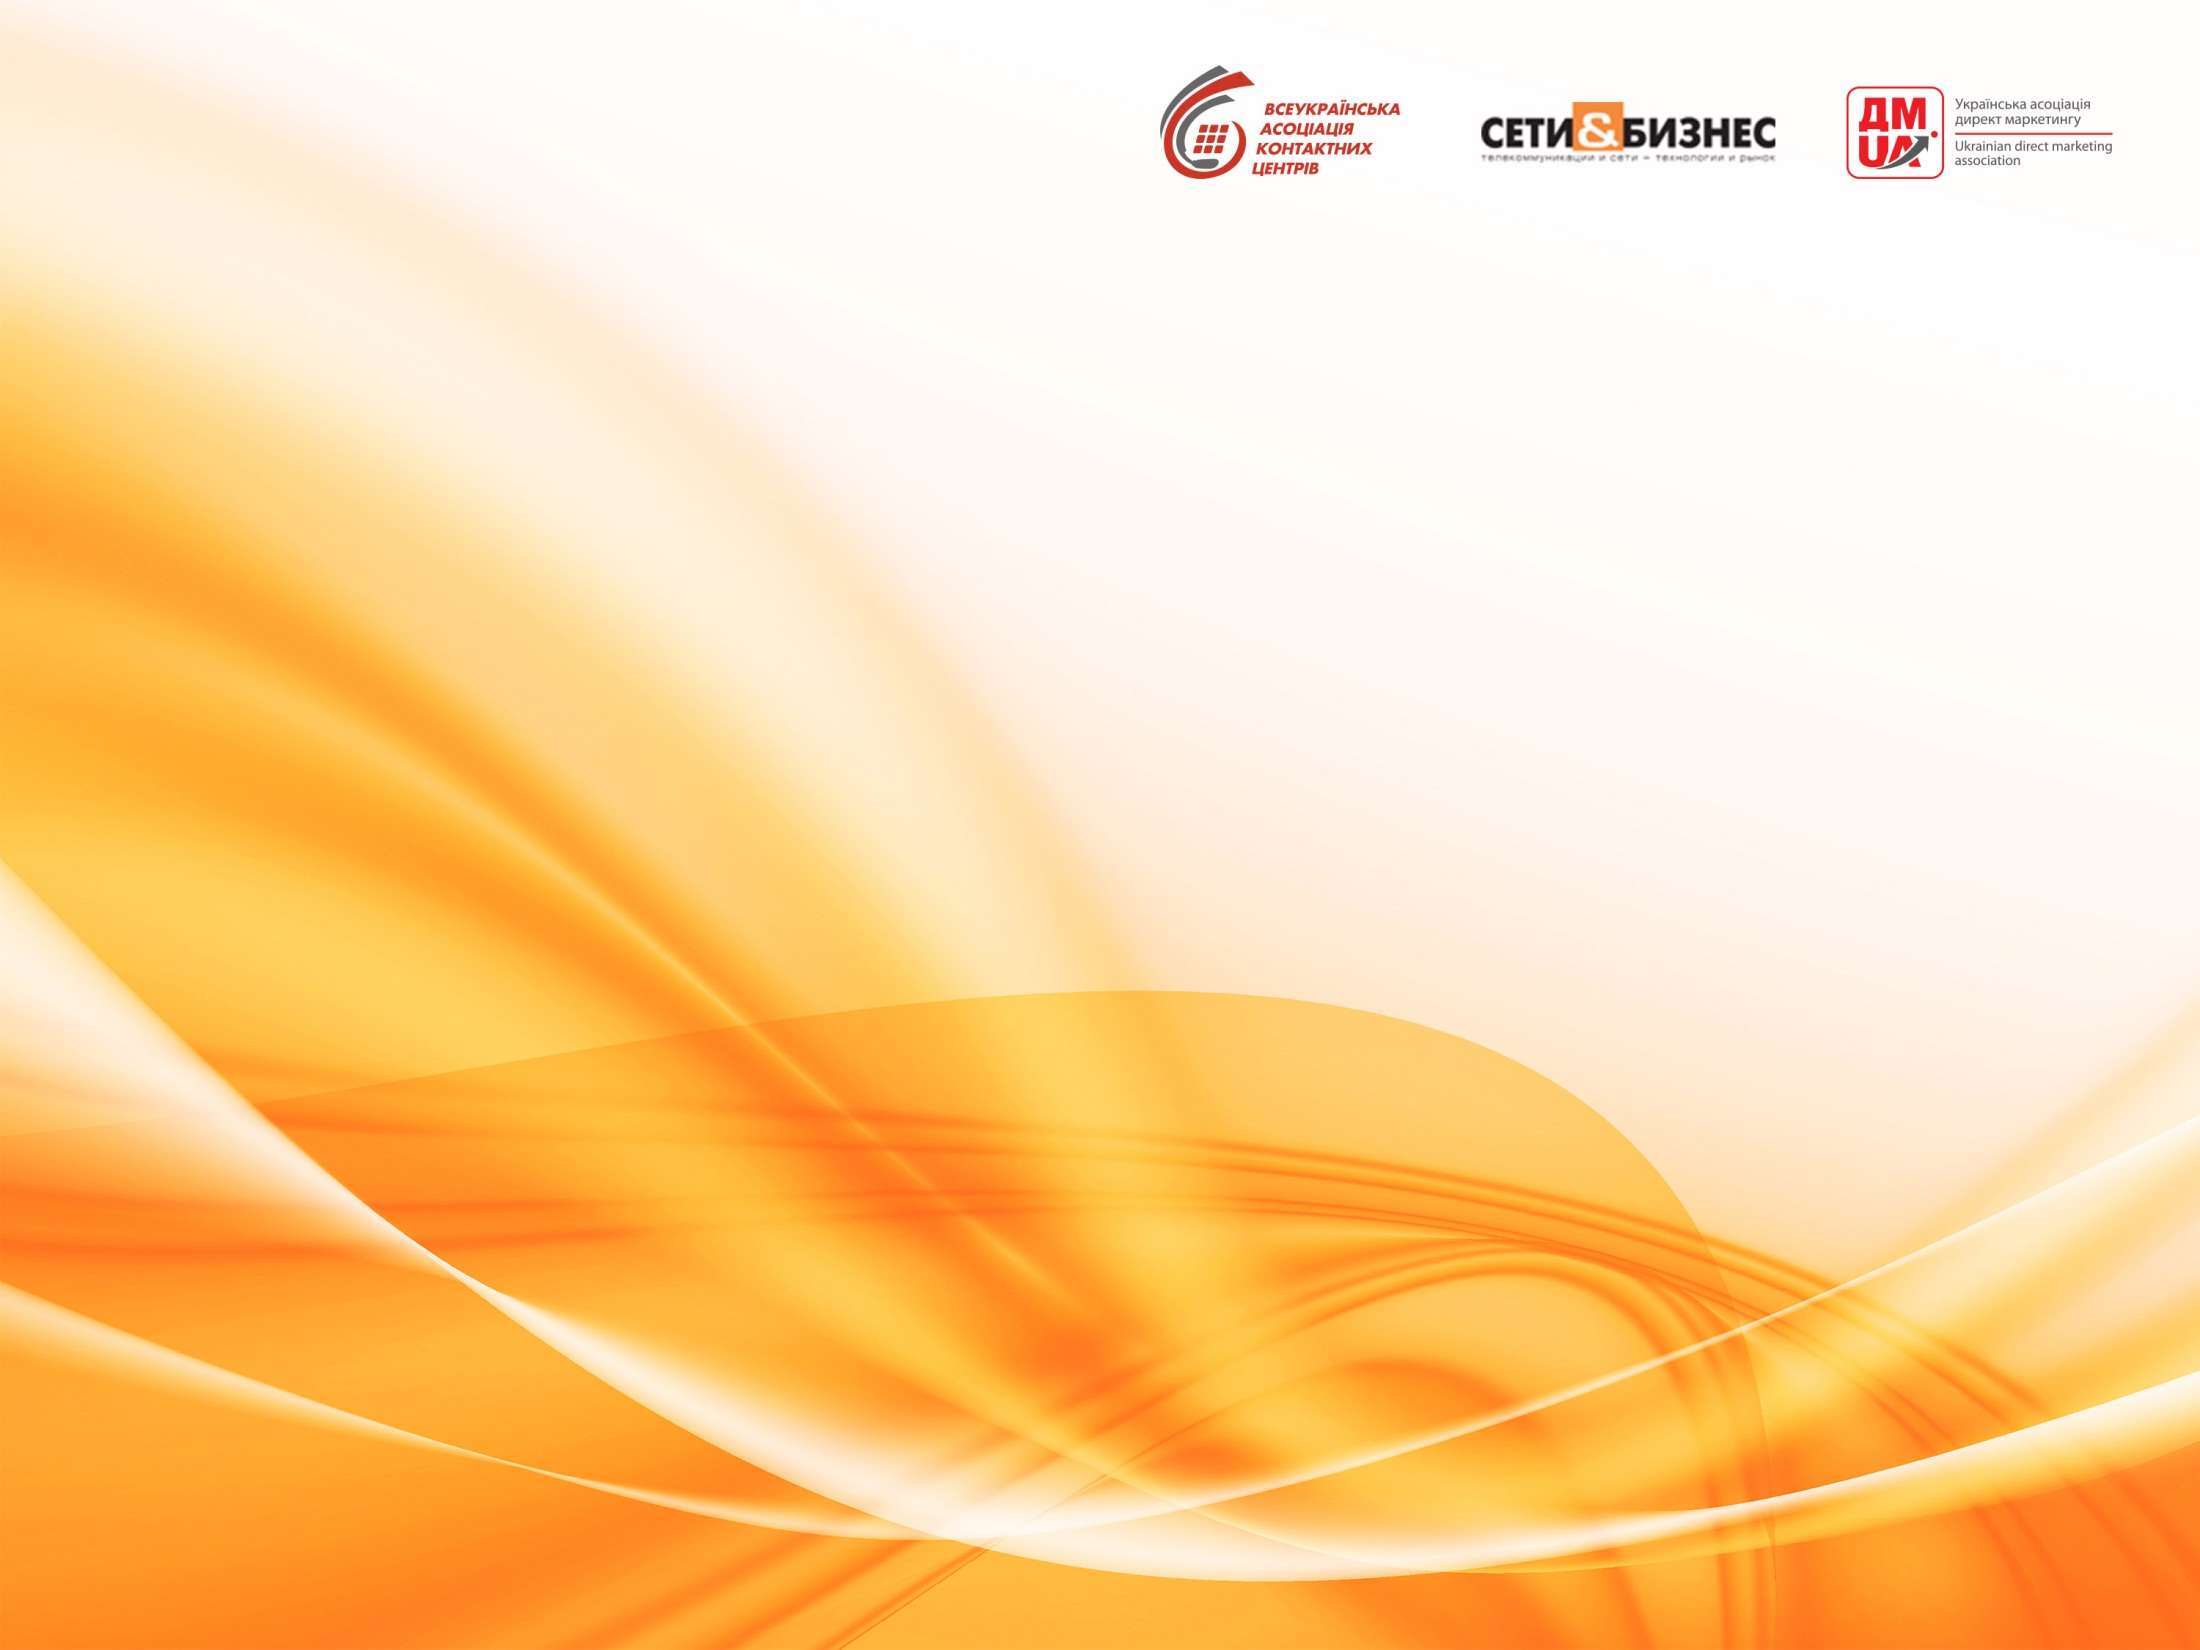 ВСЕУКРАЇНСЬКА
АСОЦІАЦІЯ
КОНТАКТНИХ
ЦЕНТРІВ
СЕТИ&БИЗНЕС
телекоммуникации и сети – технологии и рынок
ДМ
UA
Українська асоціація
директ маркетингу
Ukrainian direct marketing
association